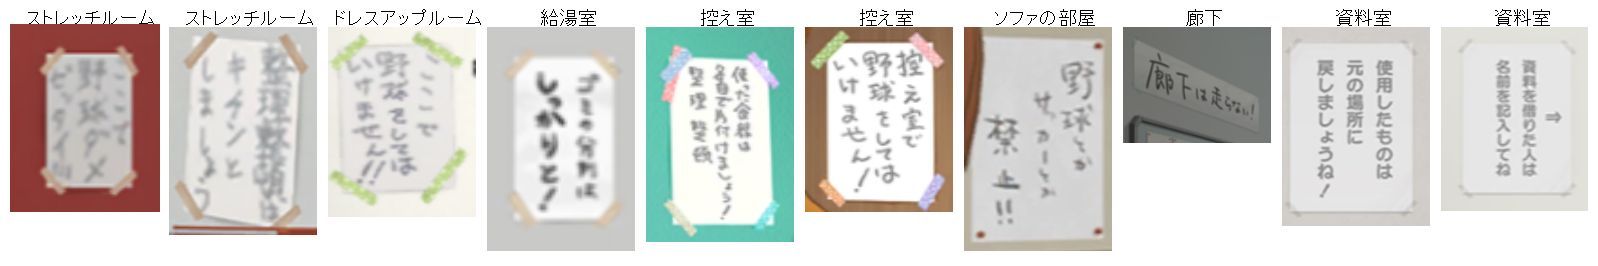 ストレッチルーム
ここで
野球ダメ
ゼッタイ!!
ストレッチルーム
整理整頓は
キチンと
しましょう
ドレスアップルーム
ここで
野球をしては
いけません!!
給湯室
ゴミの分別は
しっかりと!
控え室
使った食器は
各自で片付けましょう!
整理整頓
控え室
控え室で
野球をしては
いけません!
ソファの部屋
野球とか
サッカーとか
禁止!!
廊下
廊下は走らない!
資料室
使用したものは
元の場所に
戻しましょうね!
資料室
⇒
資料を借りた人は
名前を記入してね